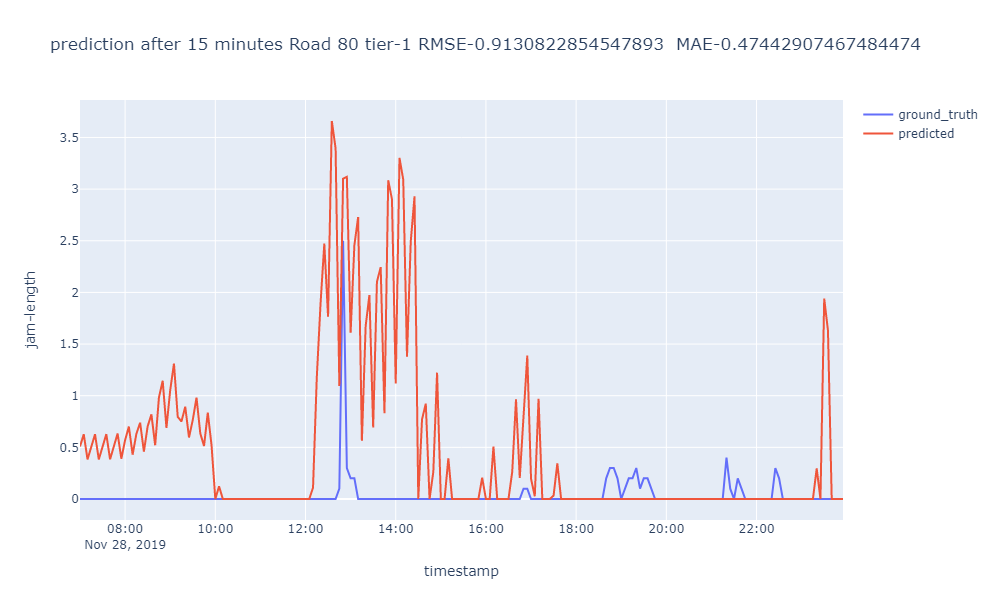 prediction after 15 minutes Road 80 tier-1 RMSE-0.9130822854547893 MAE-0.47442907467484474
ground_truth
predicted
3.5
3
2.5
2
1.5
1
0.5
0
jam-length
08:00 10:00 12:00 14:00 16:00 18:00 20:00 22:00
Nov 28, 2019
timestamp